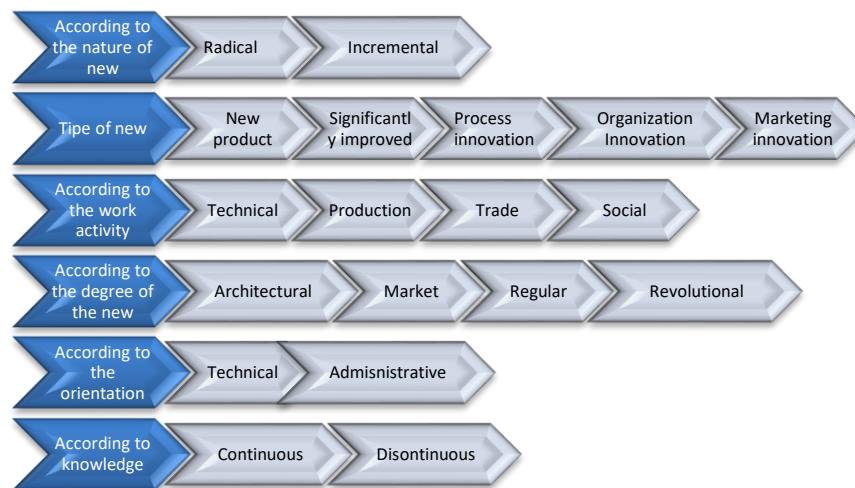 According to
the nature of
new
Radical
Incremental
Tipe of new
New
product
Significantl
y improved
Process
innovation
Organization
Innovation
Marketing
innovation
According to
the work
activity
Technical
Production
Trade
Social
According to
the degree of
the new
Architectural
Market
Regular
Revolutional
According to
the
orientation
Technical
Admisnistrative
According to
knowledge
Continuous
Disontinuous